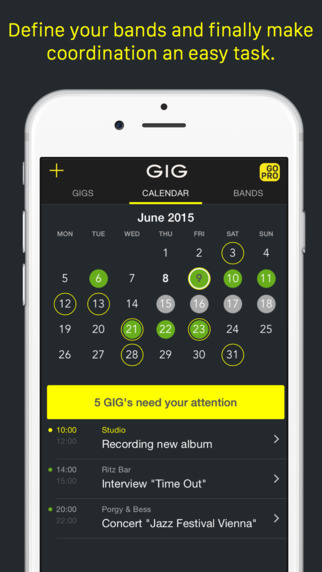 Define your bands and finally make
coordination an easy task.
GIG
GO
PRO
GIGS CALENDAR BANDS
June 2015
MON TUE WED THU FRI SAT SUN
1 2 3 4
5 6 7 8 9 10 11
12 13 14 15 16 17 18
19 20 21 22 23 24 25
26 27 28 29 30 31
5 GIG's need your attention
10:00 Studio
12:00 Recording new album
14:00 Ritz Bar
15:00 Interview "Time Out"
20:00 Porgy & Bess
22:00 Concert "Jazz Festival Vienna"